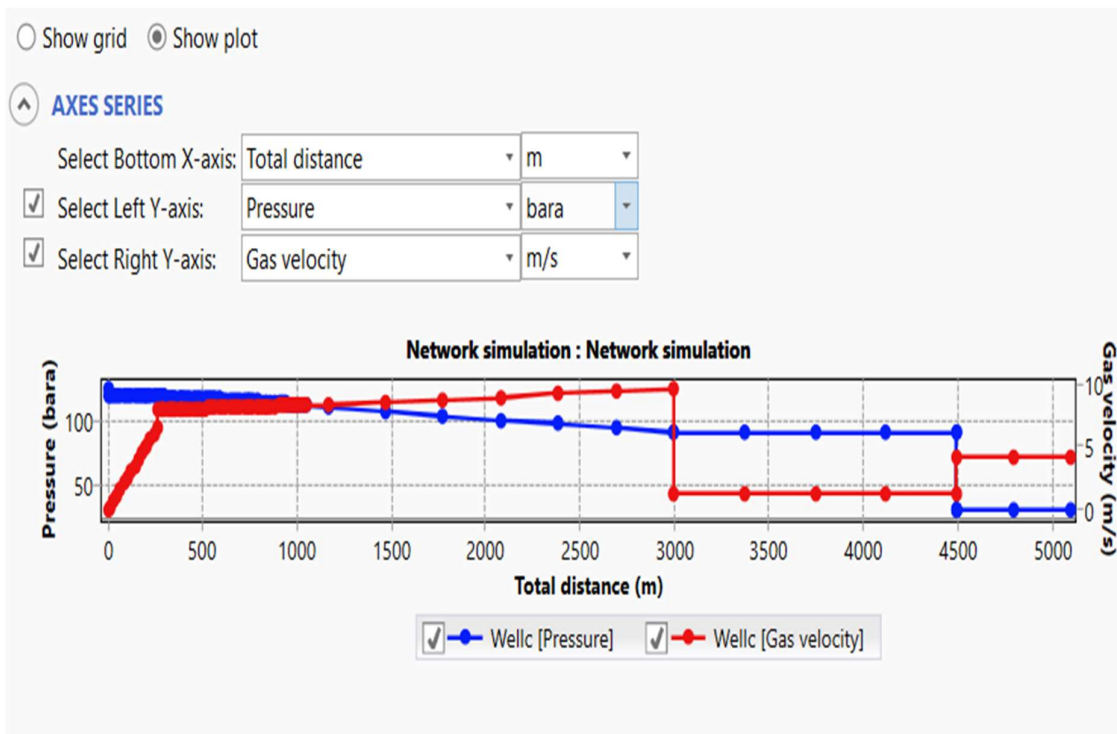 Show grid Show plot
AXES SERIES
Select Bottom X-axis: Total distance m
Select Left Y-axis: Pressure bara
Select Right Y-axis: Gas velocity m/s
Network simulation : Network simulation
Pressure (bara)
100
50
10
5
0
Gas velocity (m/s)
0 500 1000 1500 2000 2500 3000 3500 4000 4500 5000
Total distance (m)
Wellc [Pressure] Wellc [Gas velocity]